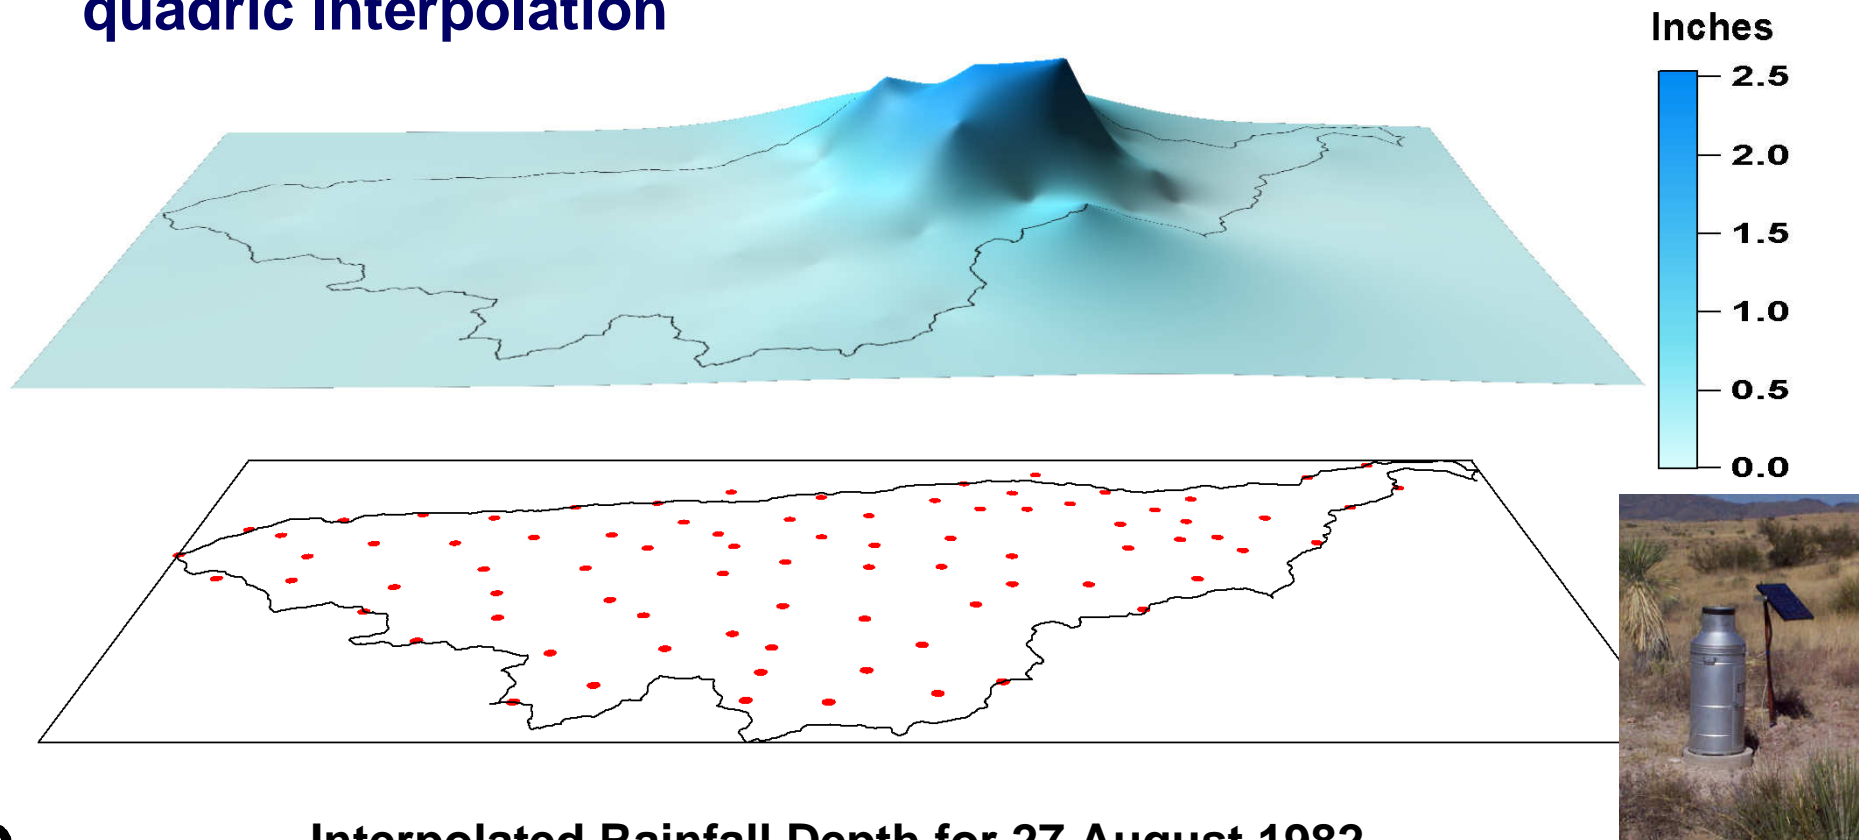 quadric interpolation
Inches
2.5
2.0
1.5
1.0
0.5
0.0
Interpolated Rainfall Depth for 27 August 1982